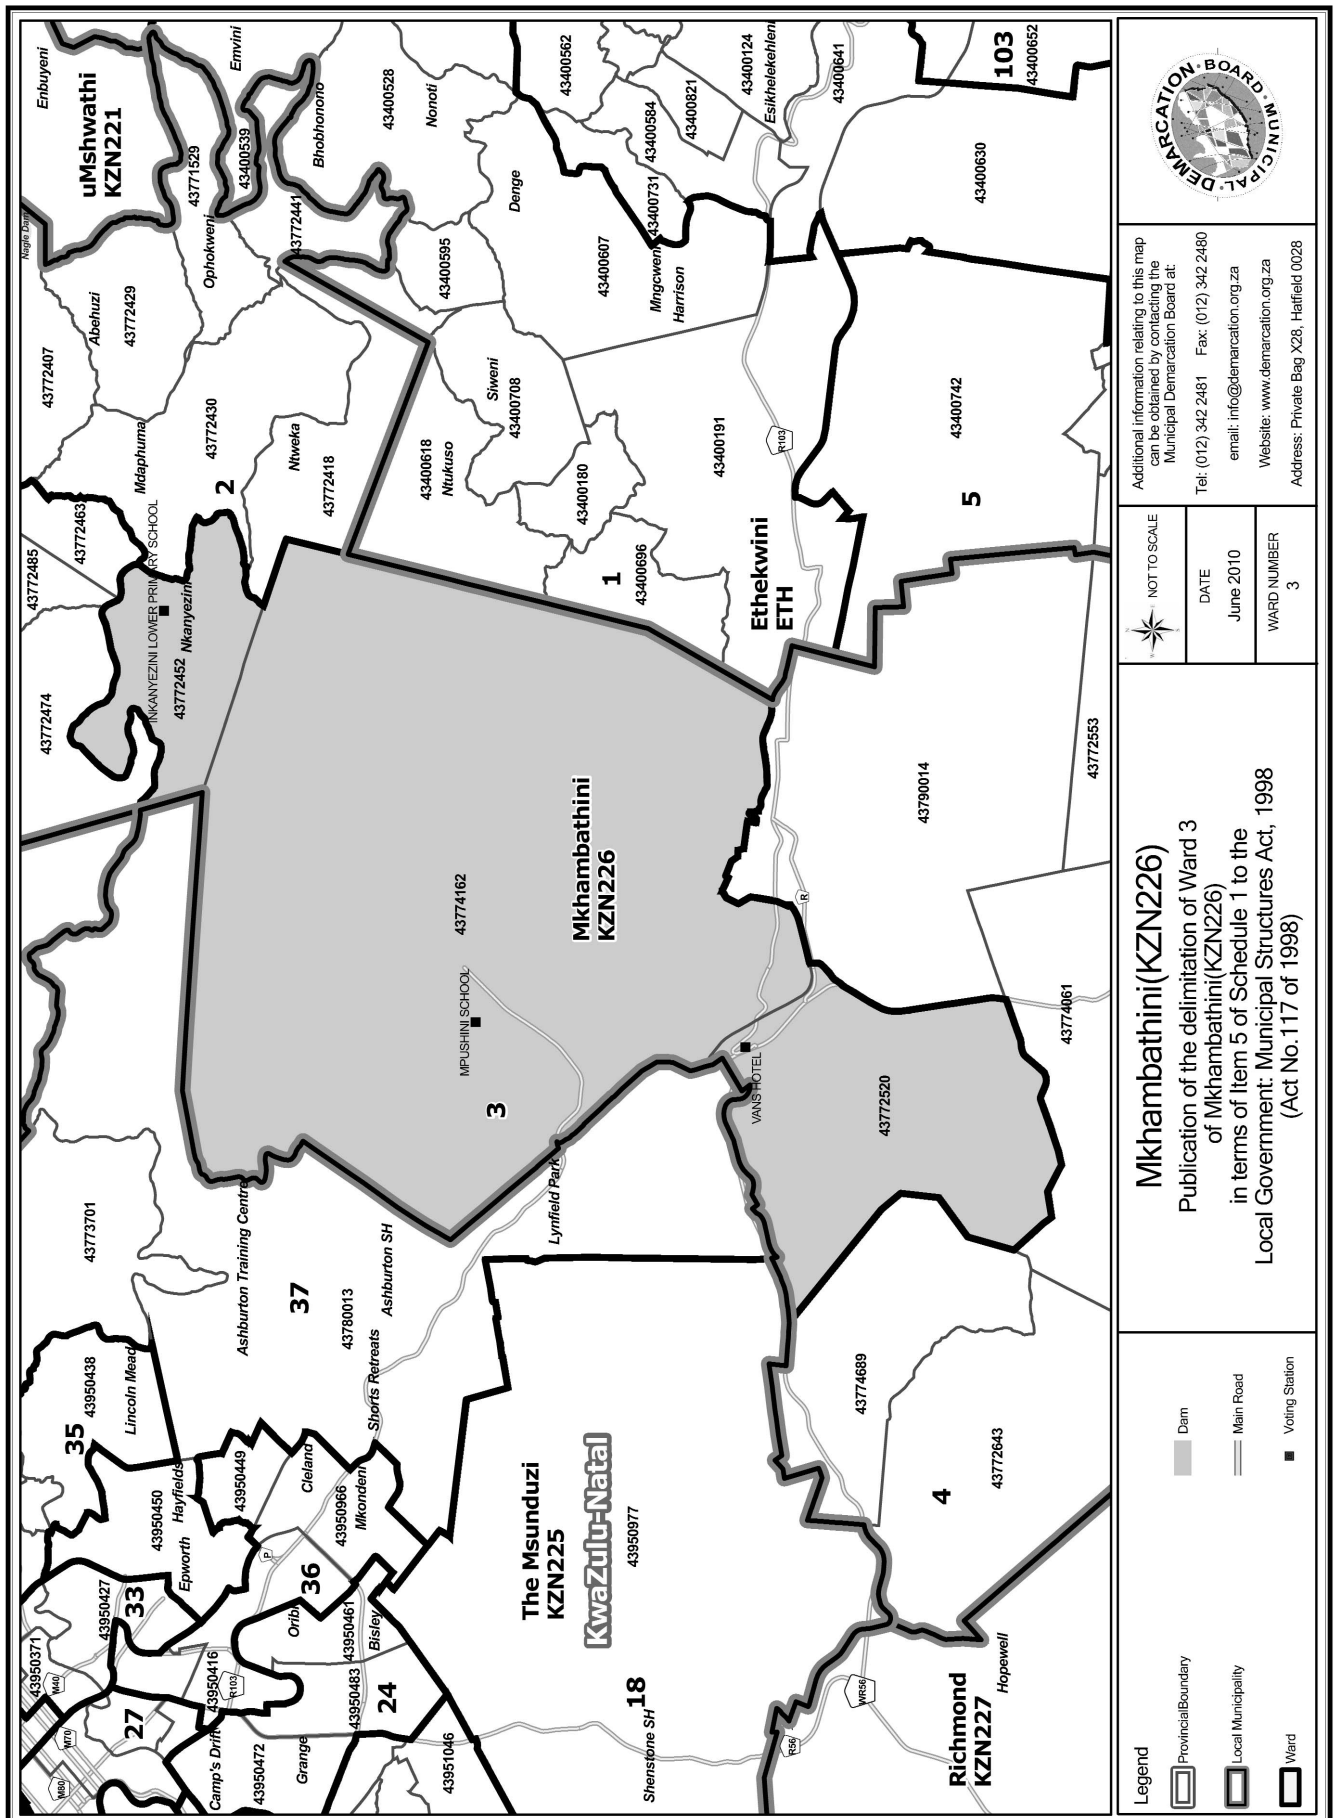 Enbuyeni
uMshwathi
KZN221
Emvini
Nagle Dam
43771529
43400539
Bhobhonono
43400528
Nonoti
43400562
43400124
Esikhelekehleni
43400641
103
43400652
43772407
Abehuzi
43772429
Ophokweni
43772441
43400595
Denge
43400607
43400584
43400821
43400731
Mngcweni
Harrison
43400630
Mdaphuma
43772430
2
Ntweka
43772418
43400618
Ntukuso
Siweni
43400708
43400180
43400191
R103
43400742
5
43772485
43772463
INKANYEZINI LOWER PRIMARY SCHOOL
Nkanyezini
43772452
43772474
1
43400696
Ethekwini
ETH
43774162
MPUSHINI SCHOOL
3
Mkhambathini
KZN226
43790014
43772553
R
43774061
VANS HOTEL
43772520
43773701
Ashburton Training Centre
37
43780013
Ashburton SH
Shorts Retreats
Lynfield Park
35
43950438
Lincoln Mead
43950450
Hayfields
43950449
Cleland
43950966
Mkondeni
Epworth
P
36
43950427
33
Oribi
43950461
Bisley
43950371
M40
43950416
R103
43950483
24
27
M70
M80
Camp's Drift
43950472
Grange
43951046
The Msunduzi
KZN225
KwaZulu-Natal
43950977
18
Shenstone SH
43774689
4
43772643
R56
WR56
Richmond
KZN227
Hopewell
Legend
ProvincialBoundary
Local Municipality
Ward
Dam
Main Road
Voting Station
Mkhambathini(KZN226)
Publication of the delimitation of Ward 3
of Mkhambathini(KZN226)
in terms of Item 5 of Schedule 1 to the
Local Government: Municipal Structures Act, 1998
(Act No.117 of 1998)
NOT TO SCALE
DATE
June 2010
WARD NUMBER
3
Additional information relating to this map
can be obtained by contacting the
Municipal Demarcation Board at:
Tel: (012) 342 2481 Fax: (012) 342 2480
email: info@demarcation.org.za
Website: www.demarcation.org.za
Address: Private Bag X28, Hatfield 0028
MUNICIPAL DEMARCATION BOARD